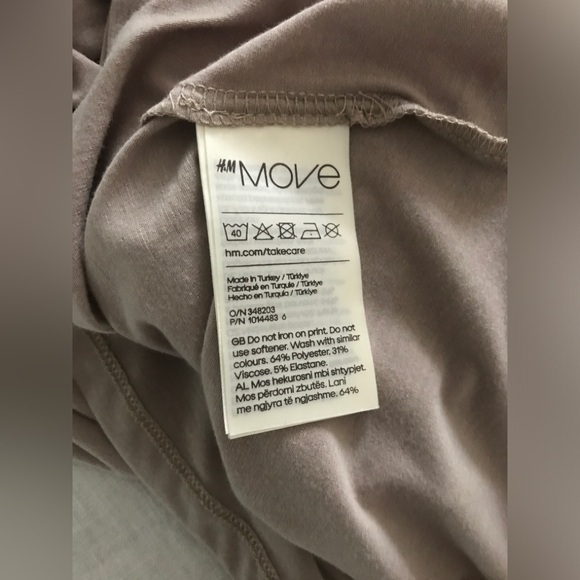 H&M MOVE
40
hm.com/takecare
Made in Turkey / Türkiye
Fabriqué en Turquie / Türkiye
Hecho en Turquía / Türkiye
O/N 348203
P/N 1014483 6
GB Do not iron on print. Do not
use softener. Wash with similar
colours. 64% Polyester, 31%
Viscose. 5% Elastane.
AL Mos hekurosni mbi shtypjet.
Mos përdorni zbutës. Lani
me ngjyra të ngjashme. 64%